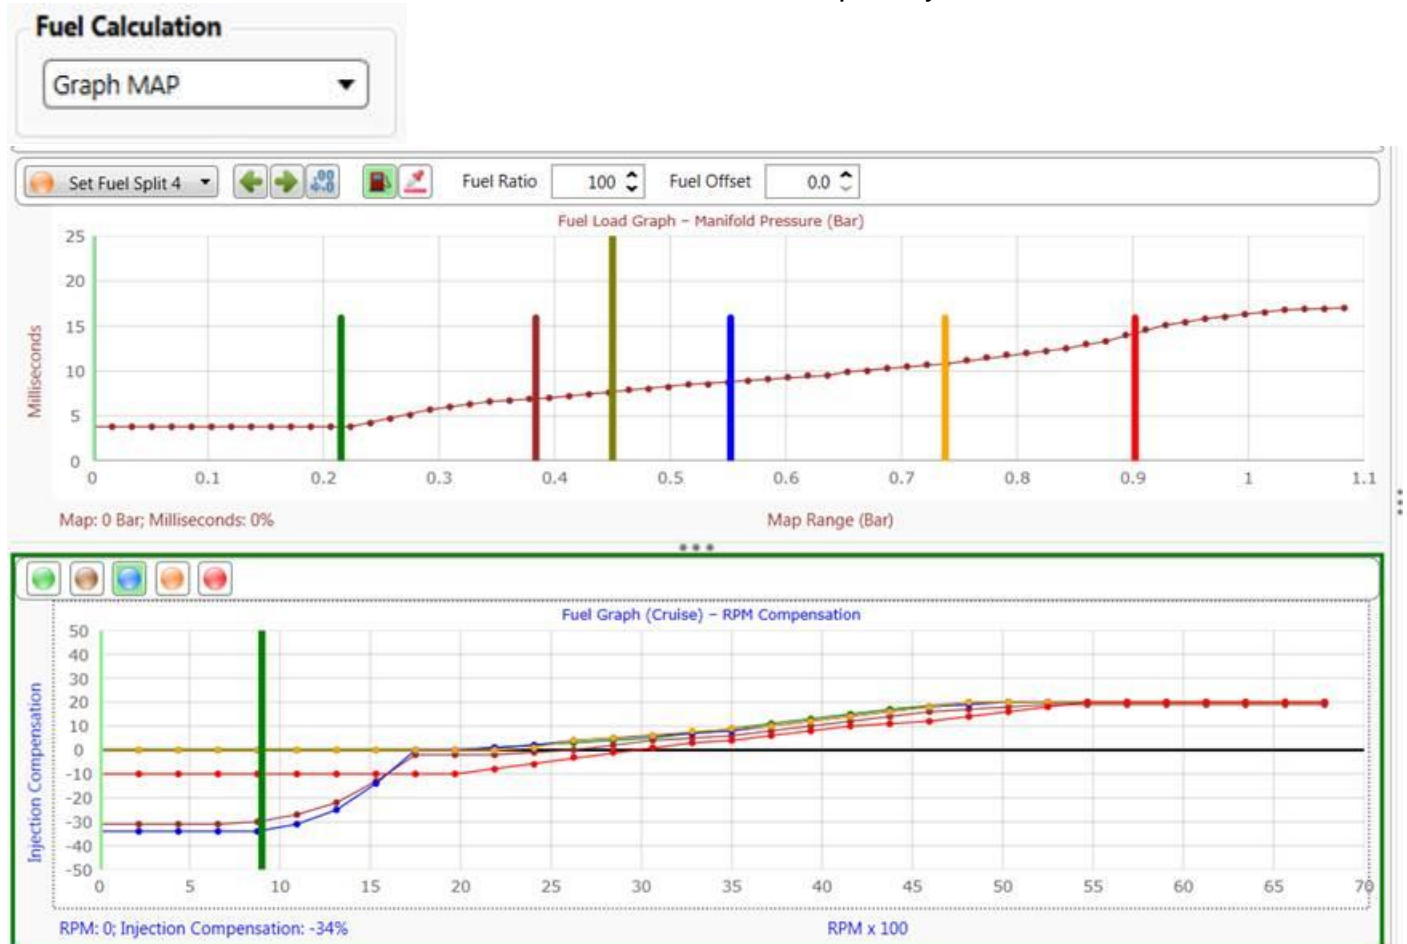 Fuel Calculation
Graph MAP
Set Fuel Split 4
Fuel Ratio 100 Fuel Offset 0.0
Fuel Load Graph – Manifold Pressure (Bar)
25
20
15
10
5
0
Milliseconds
0 0.1 0.2 0.3 0.4 0.5 0.6 0.7 0.8 0.9 1 1.1
Map: 0 Bar; Milliseconds: 0% Map Range (Bar)
Fuel Graph (Cruise) – RPM Compensation
50
40
30
20
10
0
-10
-20
-30
-40
-50
Injection Compensation
0 5 10 15 20 25 30 35 40 45 50 55 60 65 70
RPM: 0; Injection Compensation: -34% RPM x 100